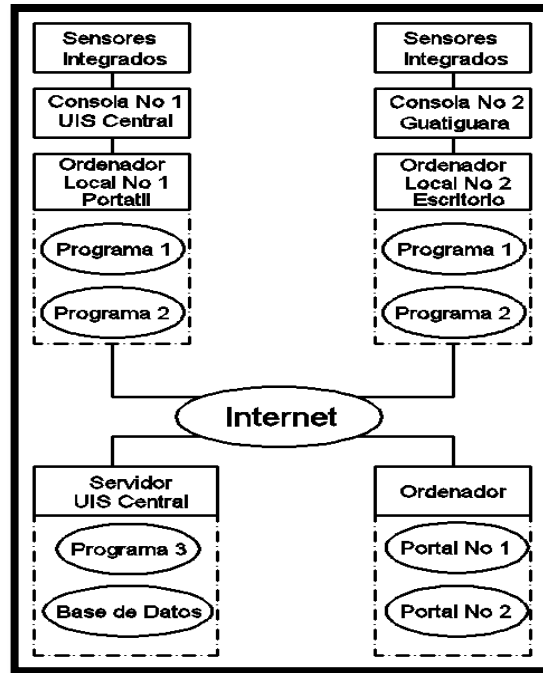 Sensores
Integrados
Consola No 1
UIS Central
Ordenador
Local No 1
Portatil
Programa 1
Programa 2
Sensores
Integrados
Consola No 2
Guatiguara
Ordenador
Local No 2
Escritorio
Programa 1
Programa 2
Internet
Servidor
UIS Central
Programa 3
Base de Datos
Ordenador
Portal No 1
Portal No 2